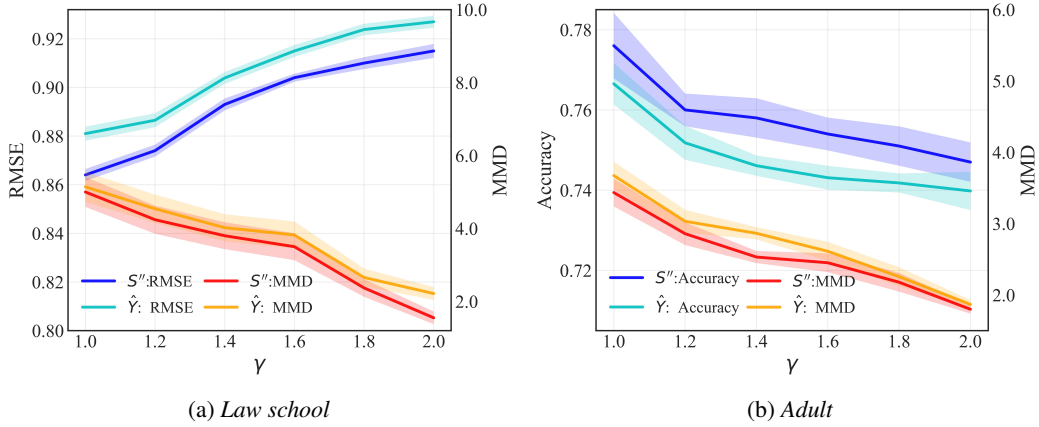 10.0
0.92
0.90
8.0
0.88
RMSE
6.0
MMD
0.86
0.84
4.0
0.82
S″:RMSE
S″:MMD
Ŷ: RMSE
Ŷ: MMD
2.0
0.80
1.0 1.2 1.4 1.6 1.8 2.0
γ
(a) Law school
6.0
0.78
5.0
0.76
Accuracy
4.0
MMD
0.74
3.0
0.72
S″:Accuracy
S″:MMD
Ŷ: Accuracy
Ŷ: MMD
2.0
1.0 1.2 1.4 1.6 1.8 2.0
γ
(b) Adult